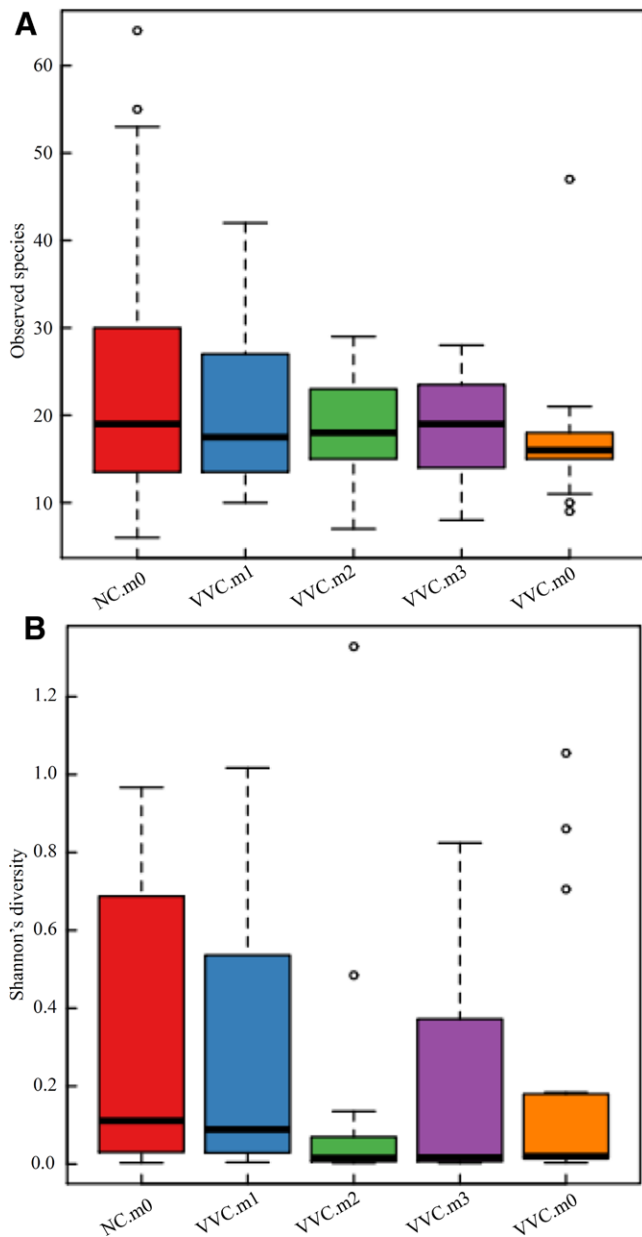 A
Observed species
60
50
40
30
20
10
NC.m0
VVC.m1
VVC.m2
VVC.m3
VVC.m0
B
Shannon's diversity
1.2
1.0
0.8
0.6
0.4
0.2
0.0
NC.m0
VVC.m1
VVC.m2
VVC.m3
VVC.m0